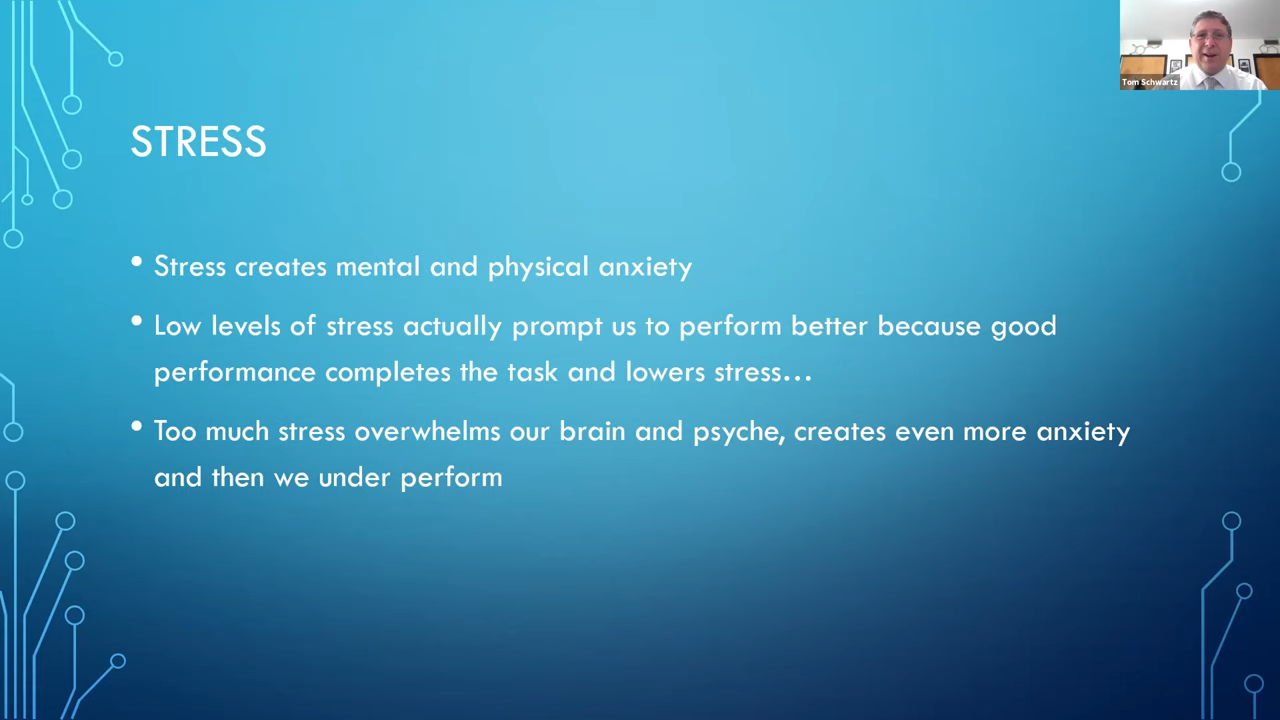 Tom Schwartz
STRESS
• Stress creates mental and physical anxiety
• Low levels of stress actually prompt us to perform better because good
performance completes the task and lowers stress…
• Too much stress overwhelms our brain and psyche, creates even more anxiety
and then we under perform